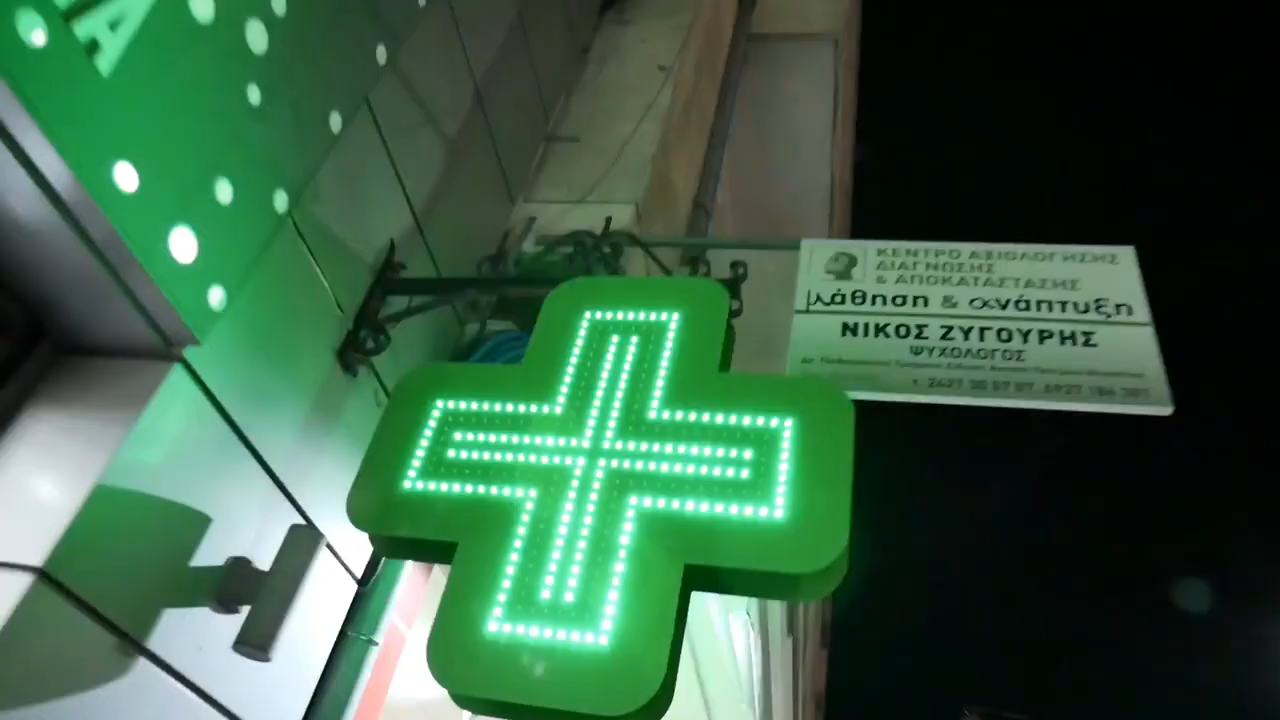 Α
ΚΕΝΤΡΟ ΑΞΙΟΛΟΓΗΣΗΣ
ΔΙΑΓΝΩΣΗΣ
& ΑΠΟΚΑΤΑΣΤΑΣΗΣ
μάθηση & ανάπτυξη
ΝΙΚΟΣ ΖΥΓΟΥΡΗΣ
ΨΥΧΟΛΟΓΟΣ